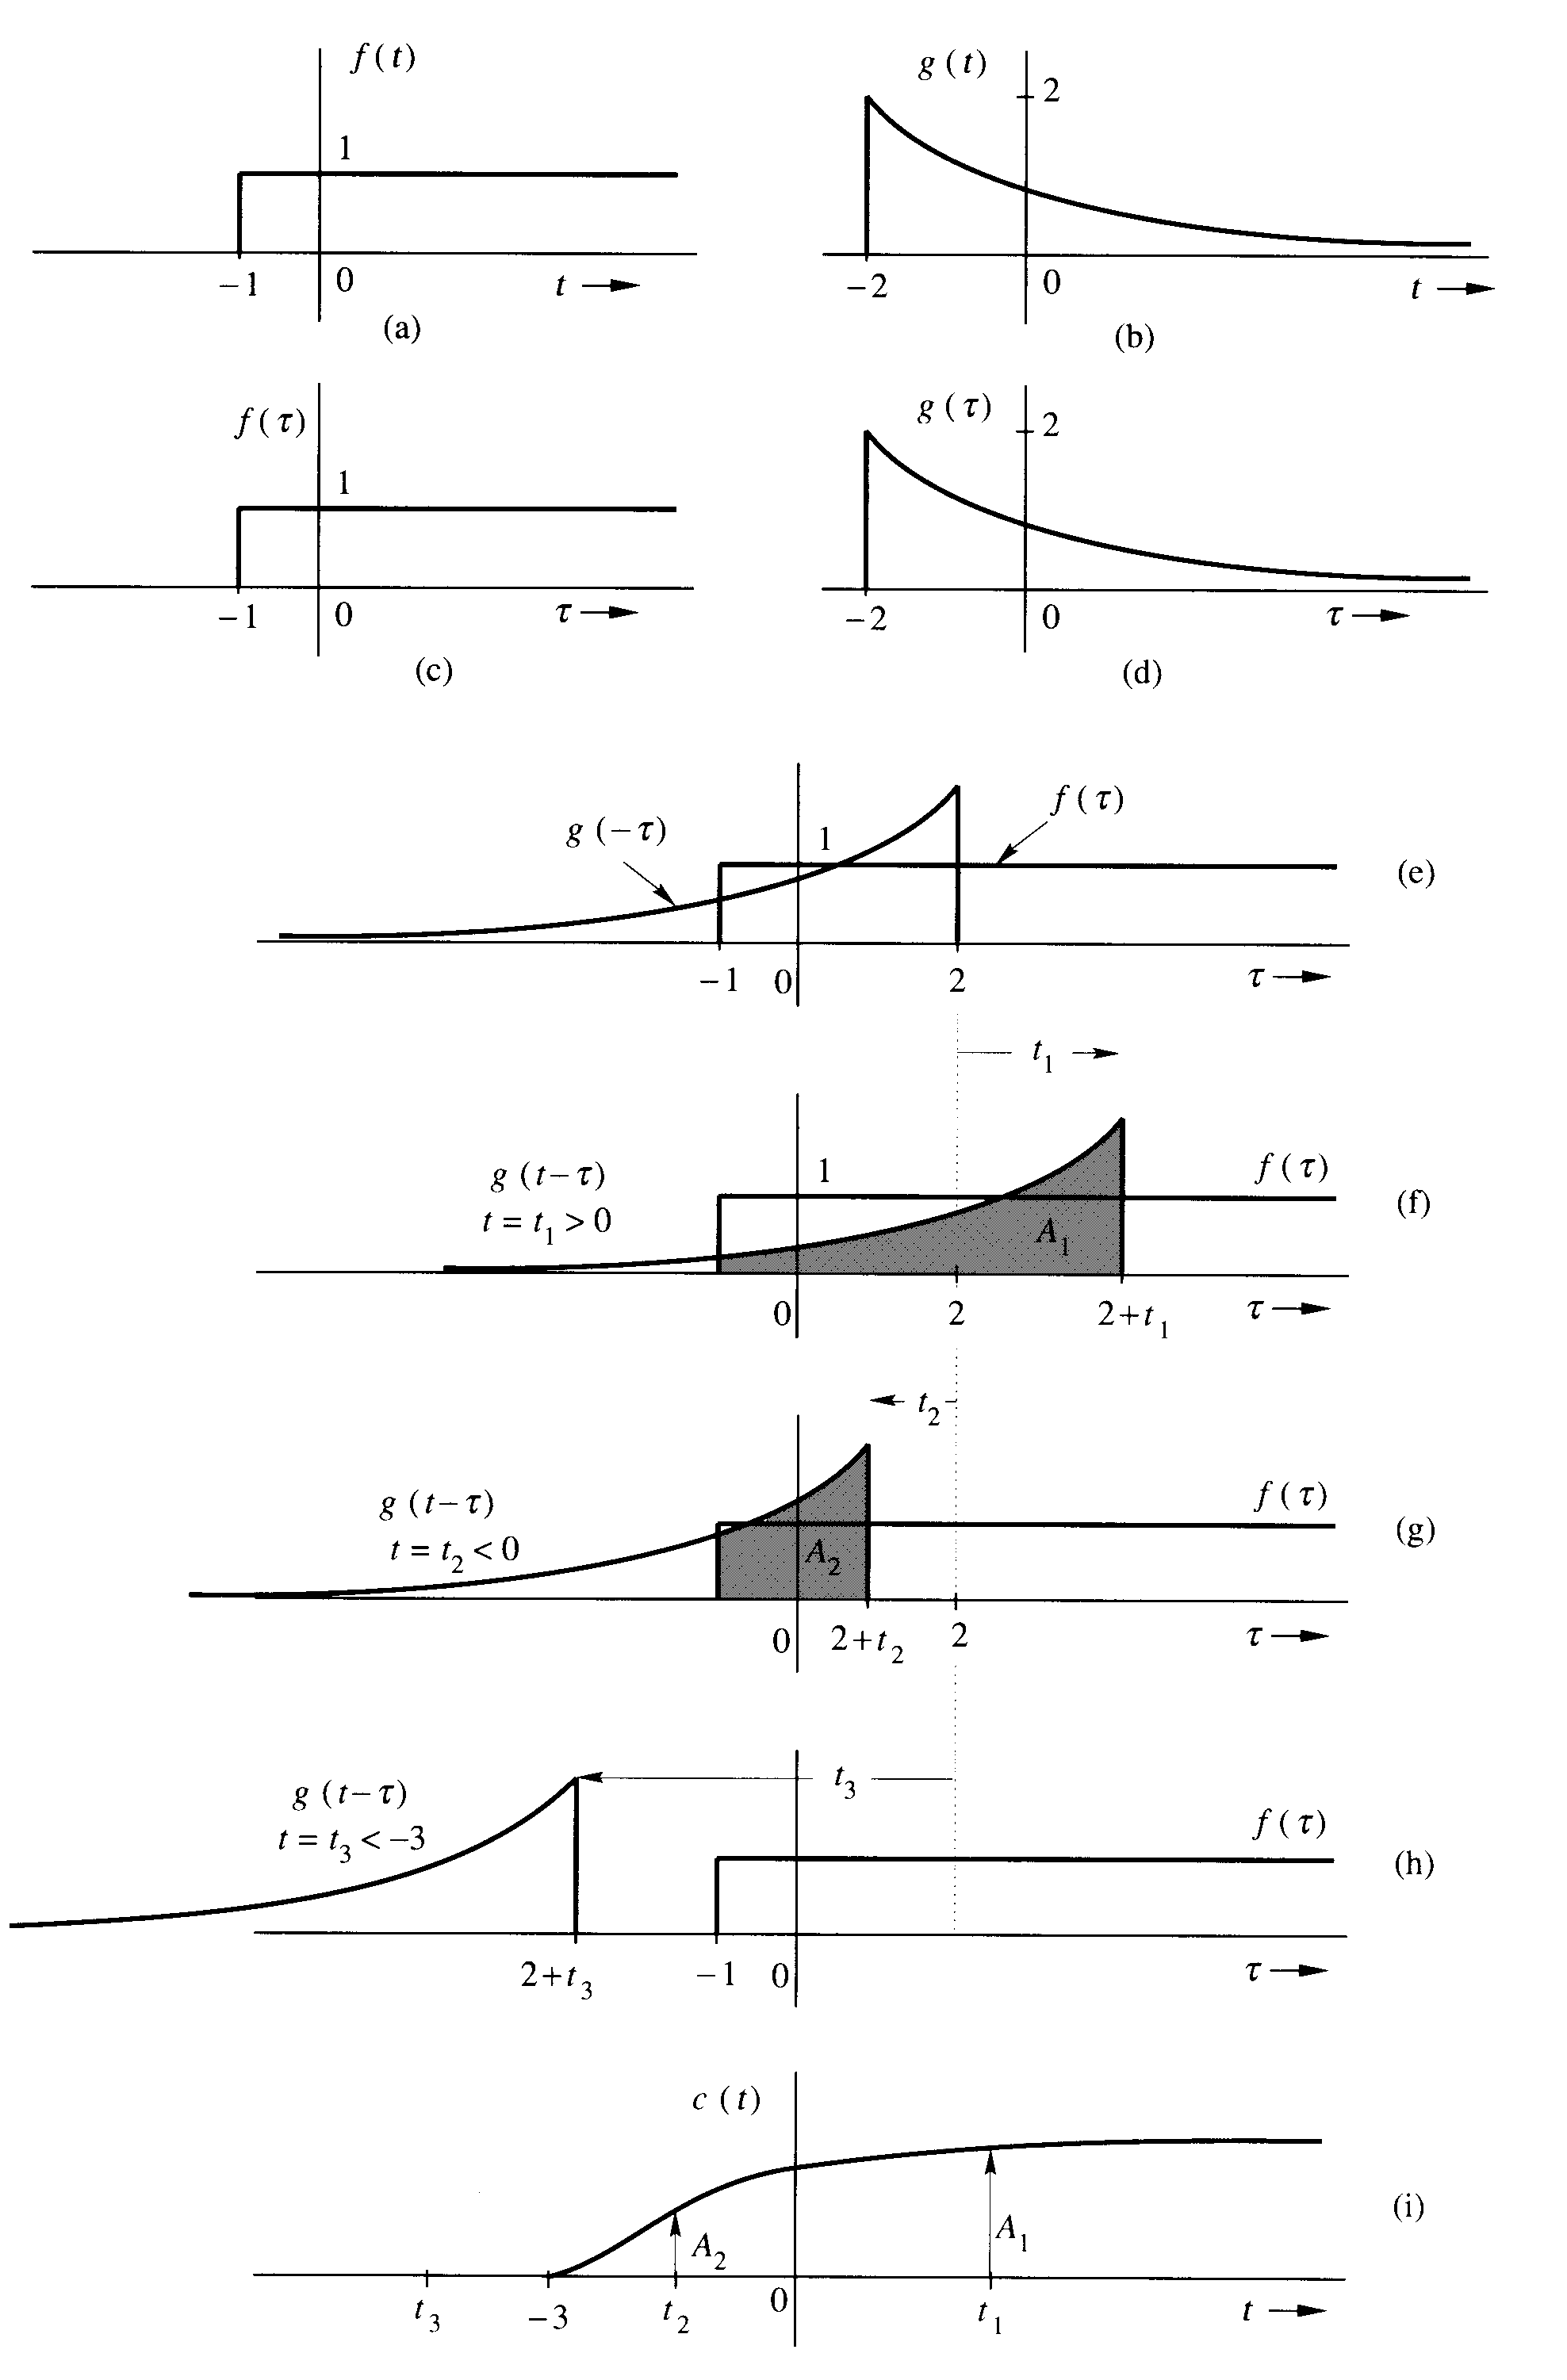 f(t)
1
−1
0
t
(a)
g(t)
2
−2
0
t
(b)
f(τ)
1
−1
0
τ
(c)
g(τ)
2
−2
0
τ
(d)
g(−τ)
1
f(τ)
(e)
−1
0
2
τ
t₁
g(t−τ)
t = t₁ > 0
1
A₁
f(τ)
(f)
0
2
2+t₁
τ
t₂
g(t−τ)
t = t₂ < 0
A₂
f(τ)
(g)
0
2+t₂
2
τ
g(t−τ)
t = t₃ < −3
t₃
f(τ)
(h)
2+t₃
−1
0
τ
c(t)
A₂
A₁
(i)
t₃
−3
t₂
0
t₁
t